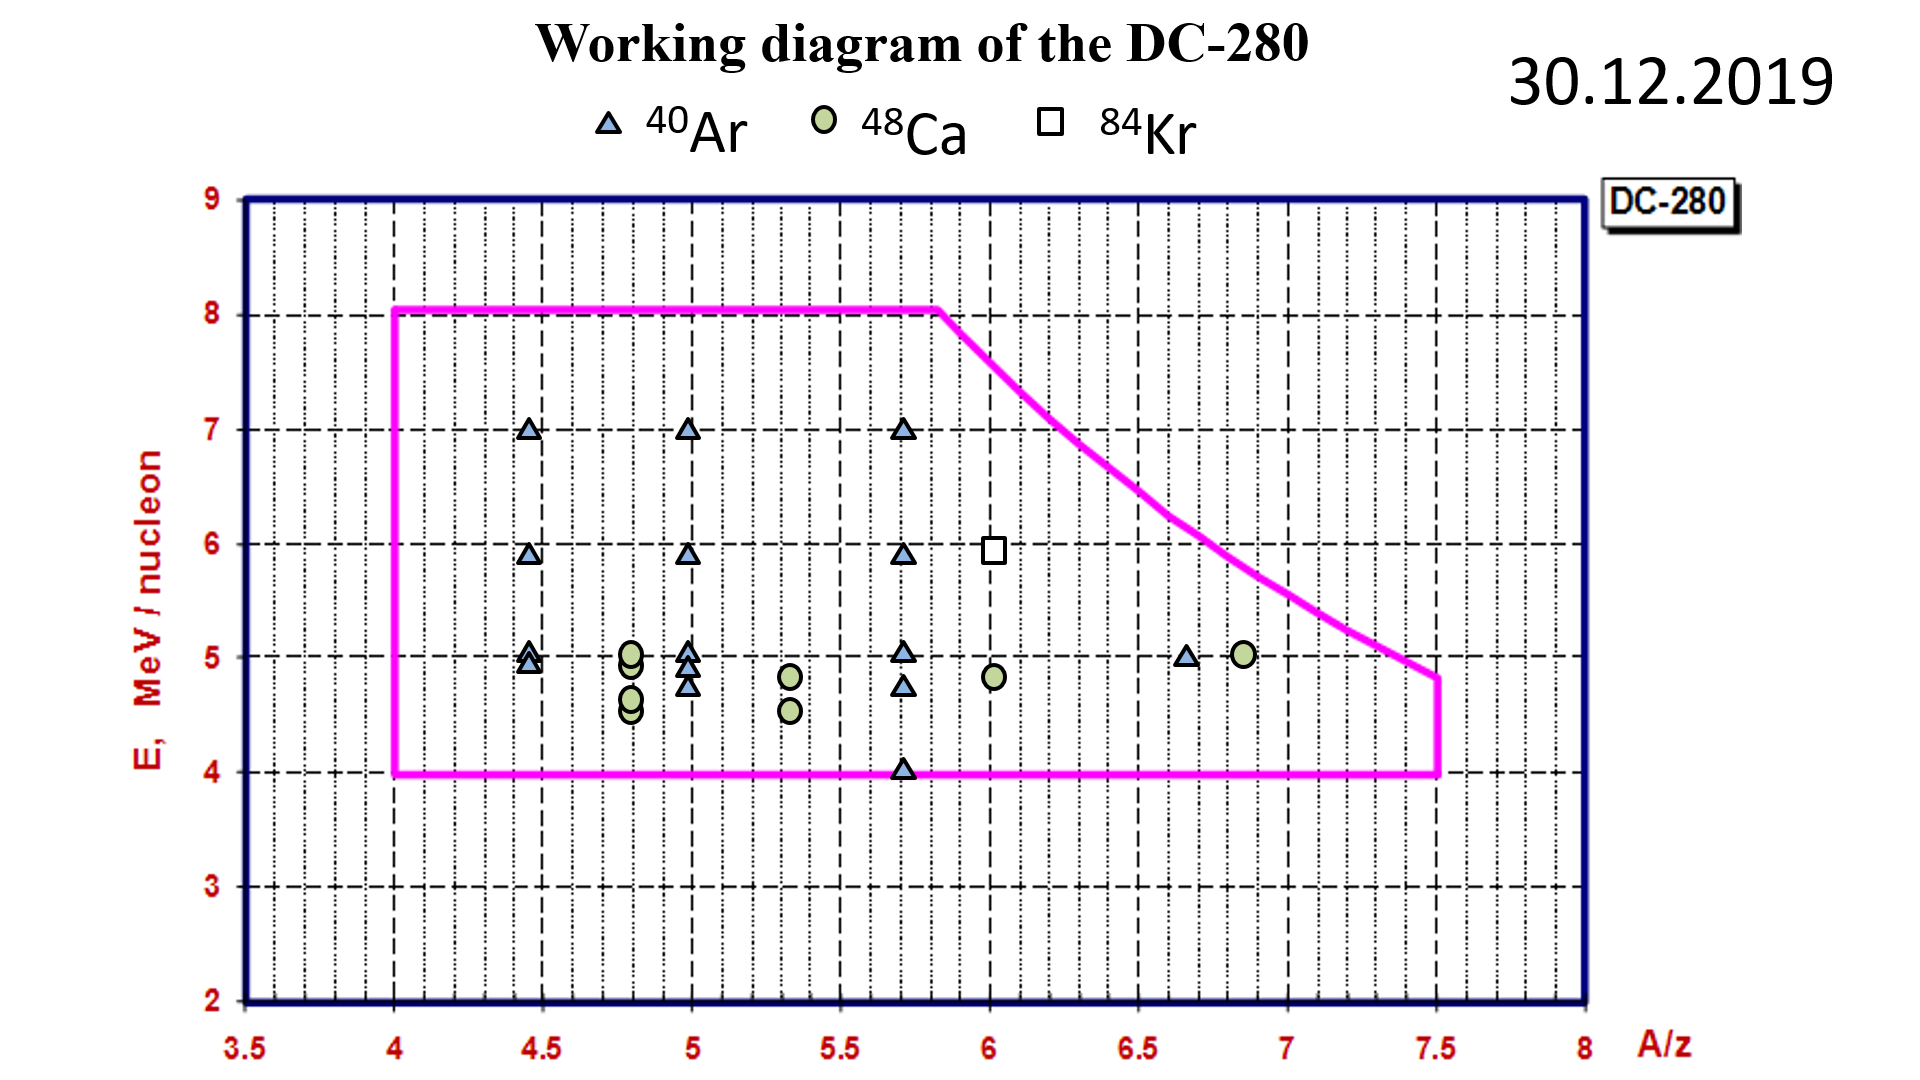 Working diagram of the DC-280
30.12.2019
⁴⁰Ar ⁴⁸Ca ⁸⁴Kr
DC-280
9
8
7
6
5
4
3
2
E, MeV / nucleon
3.5 4 4.5 5 5.5 6 6.5 7 7.5 8 A/z